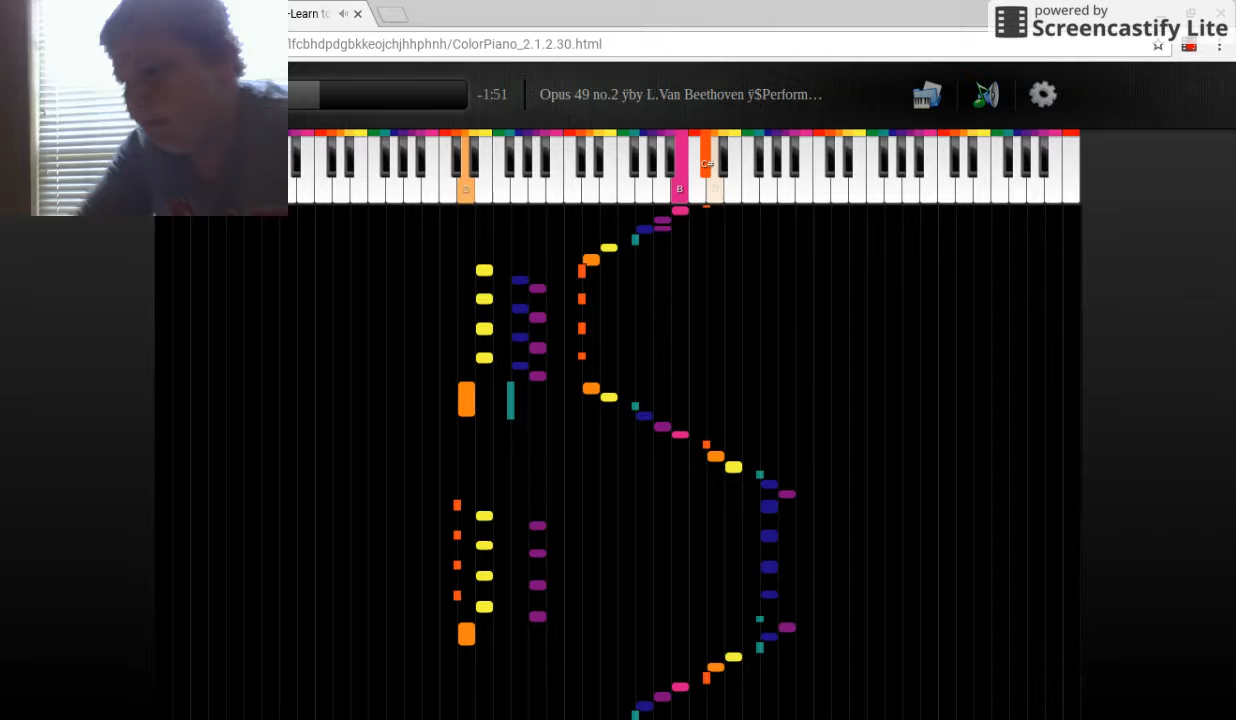 -Learn to
powered by
Screencastify Lite
lfcbhdpdgbkkeojchjhhphnh/ColorPiano_2.1.2.30.html
-1:51
Opus 49 no.2 ÿby L.Van Beethoven ÿ$Perform…
C#
D
B